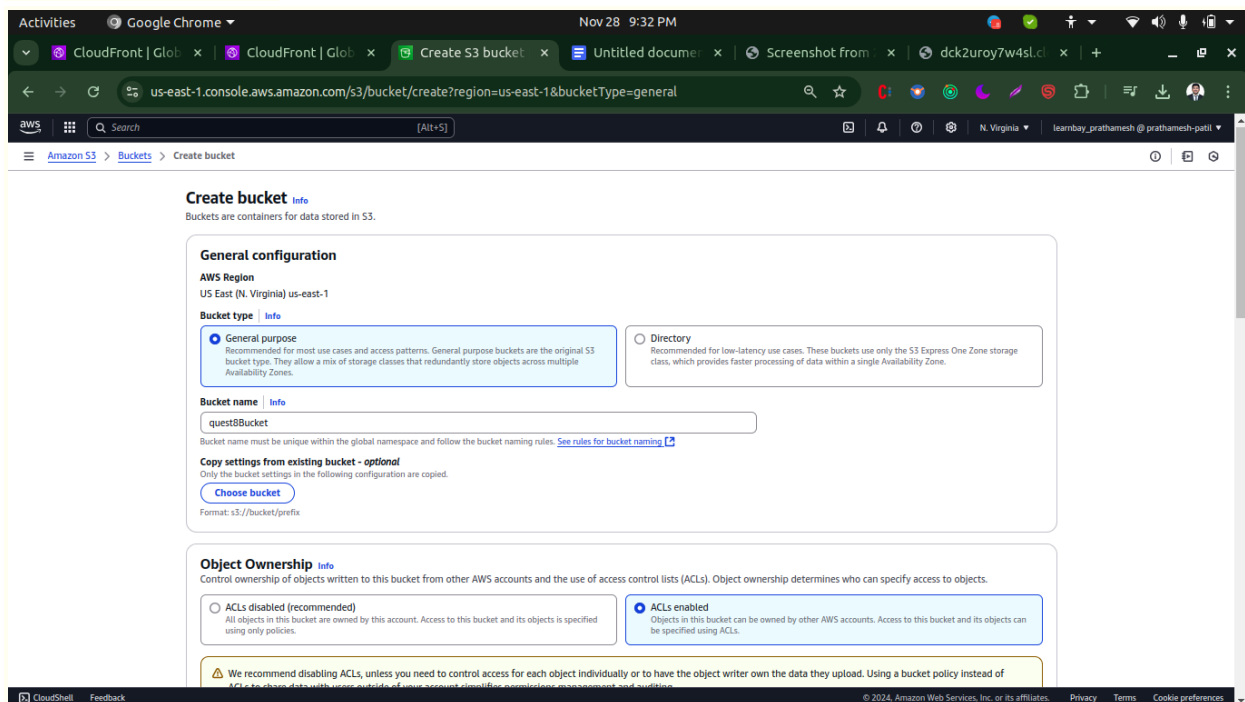 Activities Google Chrome Nov 28 9:32 PM
CloudFront | Glob CloudFront | Glob Create S3 bucket Untitled documen Screenshot from dck2uroy7w4sl.cl
us-east-1.console.aws.amazon.com/s3/bucket/create?region=us-east-1&bucketType=general
aws Search [Alt+S] N. Virginia learnbay_prathamesh @ prathamesh-patil
Amazon S3 > Buckets > Create bucket
Create bucket Info
Buckets are containers for data stored in S3.
General configuration
AWS Region
US East (N. Virginia) us-east-1
Bucket type Info
General purpose
Recommended for most use cases and access patterns. General purpose buckets are the original S3
bucket type. They allow a mix of storage classes that redundantly store objects across multiple
Availability Zones.
Directory
Recommended for low-latency use cases. These buckets use only the S3 Express One Zone storage
class, which provides faster processing of data within a single Availability Zone.
Bucket name Info
quest8Bucket
Bucket name must be unique within the global namespace and follow the bucket naming rules. See rules for bucket naming
Copy settings from existing bucket - optional
Only the bucket settings in the following configuration are copied.
Choose bucket
Format: s3://bucket/prefix
Object Ownership Info
Control ownership of objects written to this bucket from other AWS accounts and the use of access control lists (ACLs). Object ownership determines who can specify access to objects.
ACLs disabled (recommended)
All objects in this bucket are owned by this account. Access to this bucket and its objects is specified
using only policies.
ACLs enabled
Objects in this bucket can be owned by other AWS accounts. Access to this bucket and its objects can
be specified using ACLs.
We recommend disabling ACLs, unless you need to control access for each object individually or to have the object writer own the data they upload. Using a bucket policy instead of
ACLs to share data with users outside of your account simplifies permissions management and auditing.
CloudShell Feedback © 2024, Amazon Web Services, Inc. or its affiliates. Privacy Terms Cookie preferences